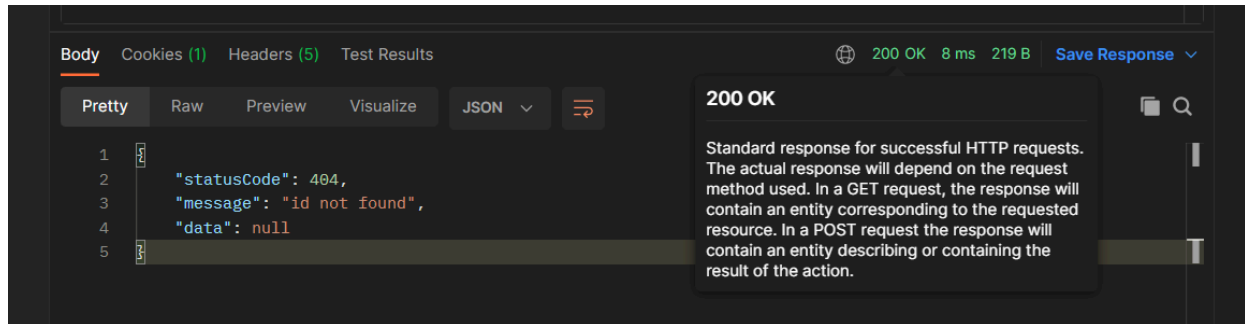 Body Cookies (1) Headers (5) Test Results 200 OK 8 ms 219 B Save Response
Pretty Raw Preview Visualize JSON
1 {
2 "statusCode": 404,
3 "message": "id not found",
4 "data": null
5 }
200 OK
Standard response for successful HTTP requests.
The actual response will depend on the request
method used. In a GET request, the response will
contain an entity corresponding to the requested
resource. In a POST request the response will
contain an entity describing or containing the
result of the action.